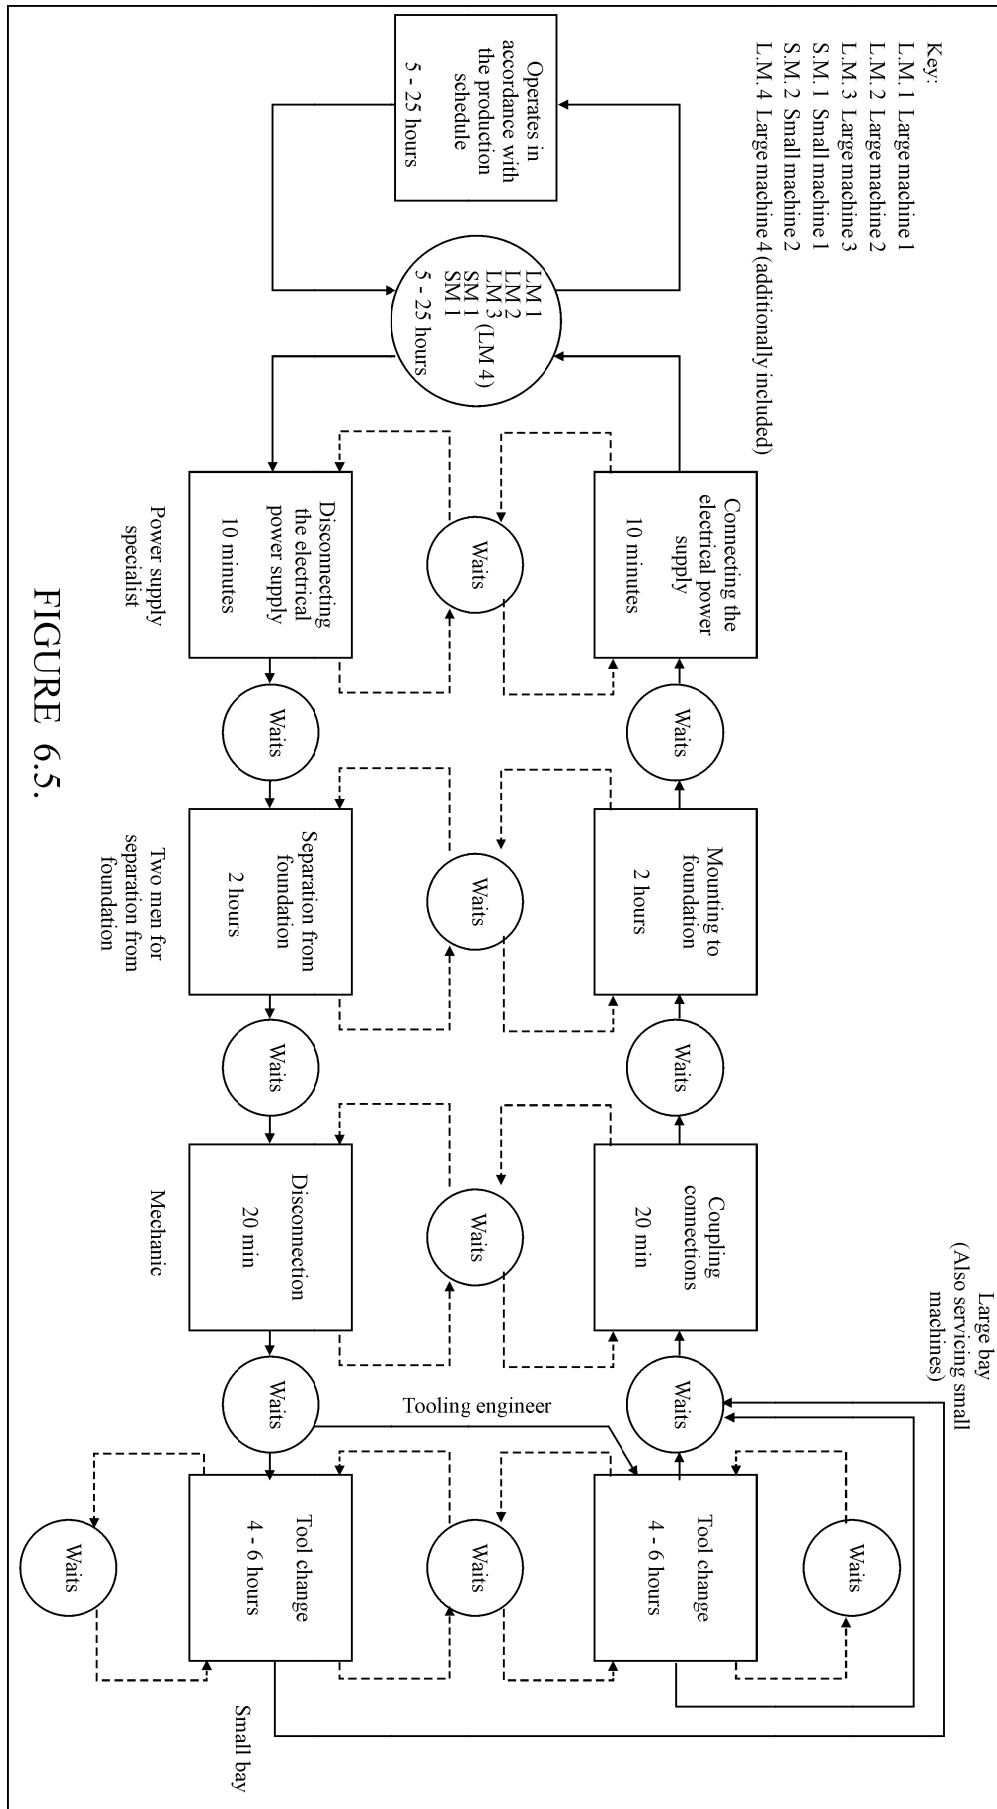 Key:
L.M. 1 Large machine 1
L.M. 2 Large machine 2
L.M. 3 Large machine 3
S.M. 1 Small machine 1
S.M. 2 Small machine 2
L.M. 4 Large machine 4 (additionally included)
Operates in
accordance with
the production
schedule
5 - 25 hours
LM 1
LM 2
LM 3
SM 1 (LM 4)
SM 1
5 - 25 hours
Connecting the
electrical power
supply
10 minutes
Waits
Mounting to
foundation
2 hours
Waits
Coupling
connections
20 min
Waits
Tool change
4 - 6 hours
Waits
Large bay
(Also servicing small
machines)
Waits
Waits
Waits
Tooling engineer
Waits
Disconnecting
the electrical
power supply
10 minutes
Waits
Separation from
foundation
2 hours
Waits
Disconnection
20 min
Waits
Tool change
4 - 6 hours
Waits
Small bay
Power supply
specialist
Two men for
separation from
foundation
Mechanic
FIGURE 6.5.